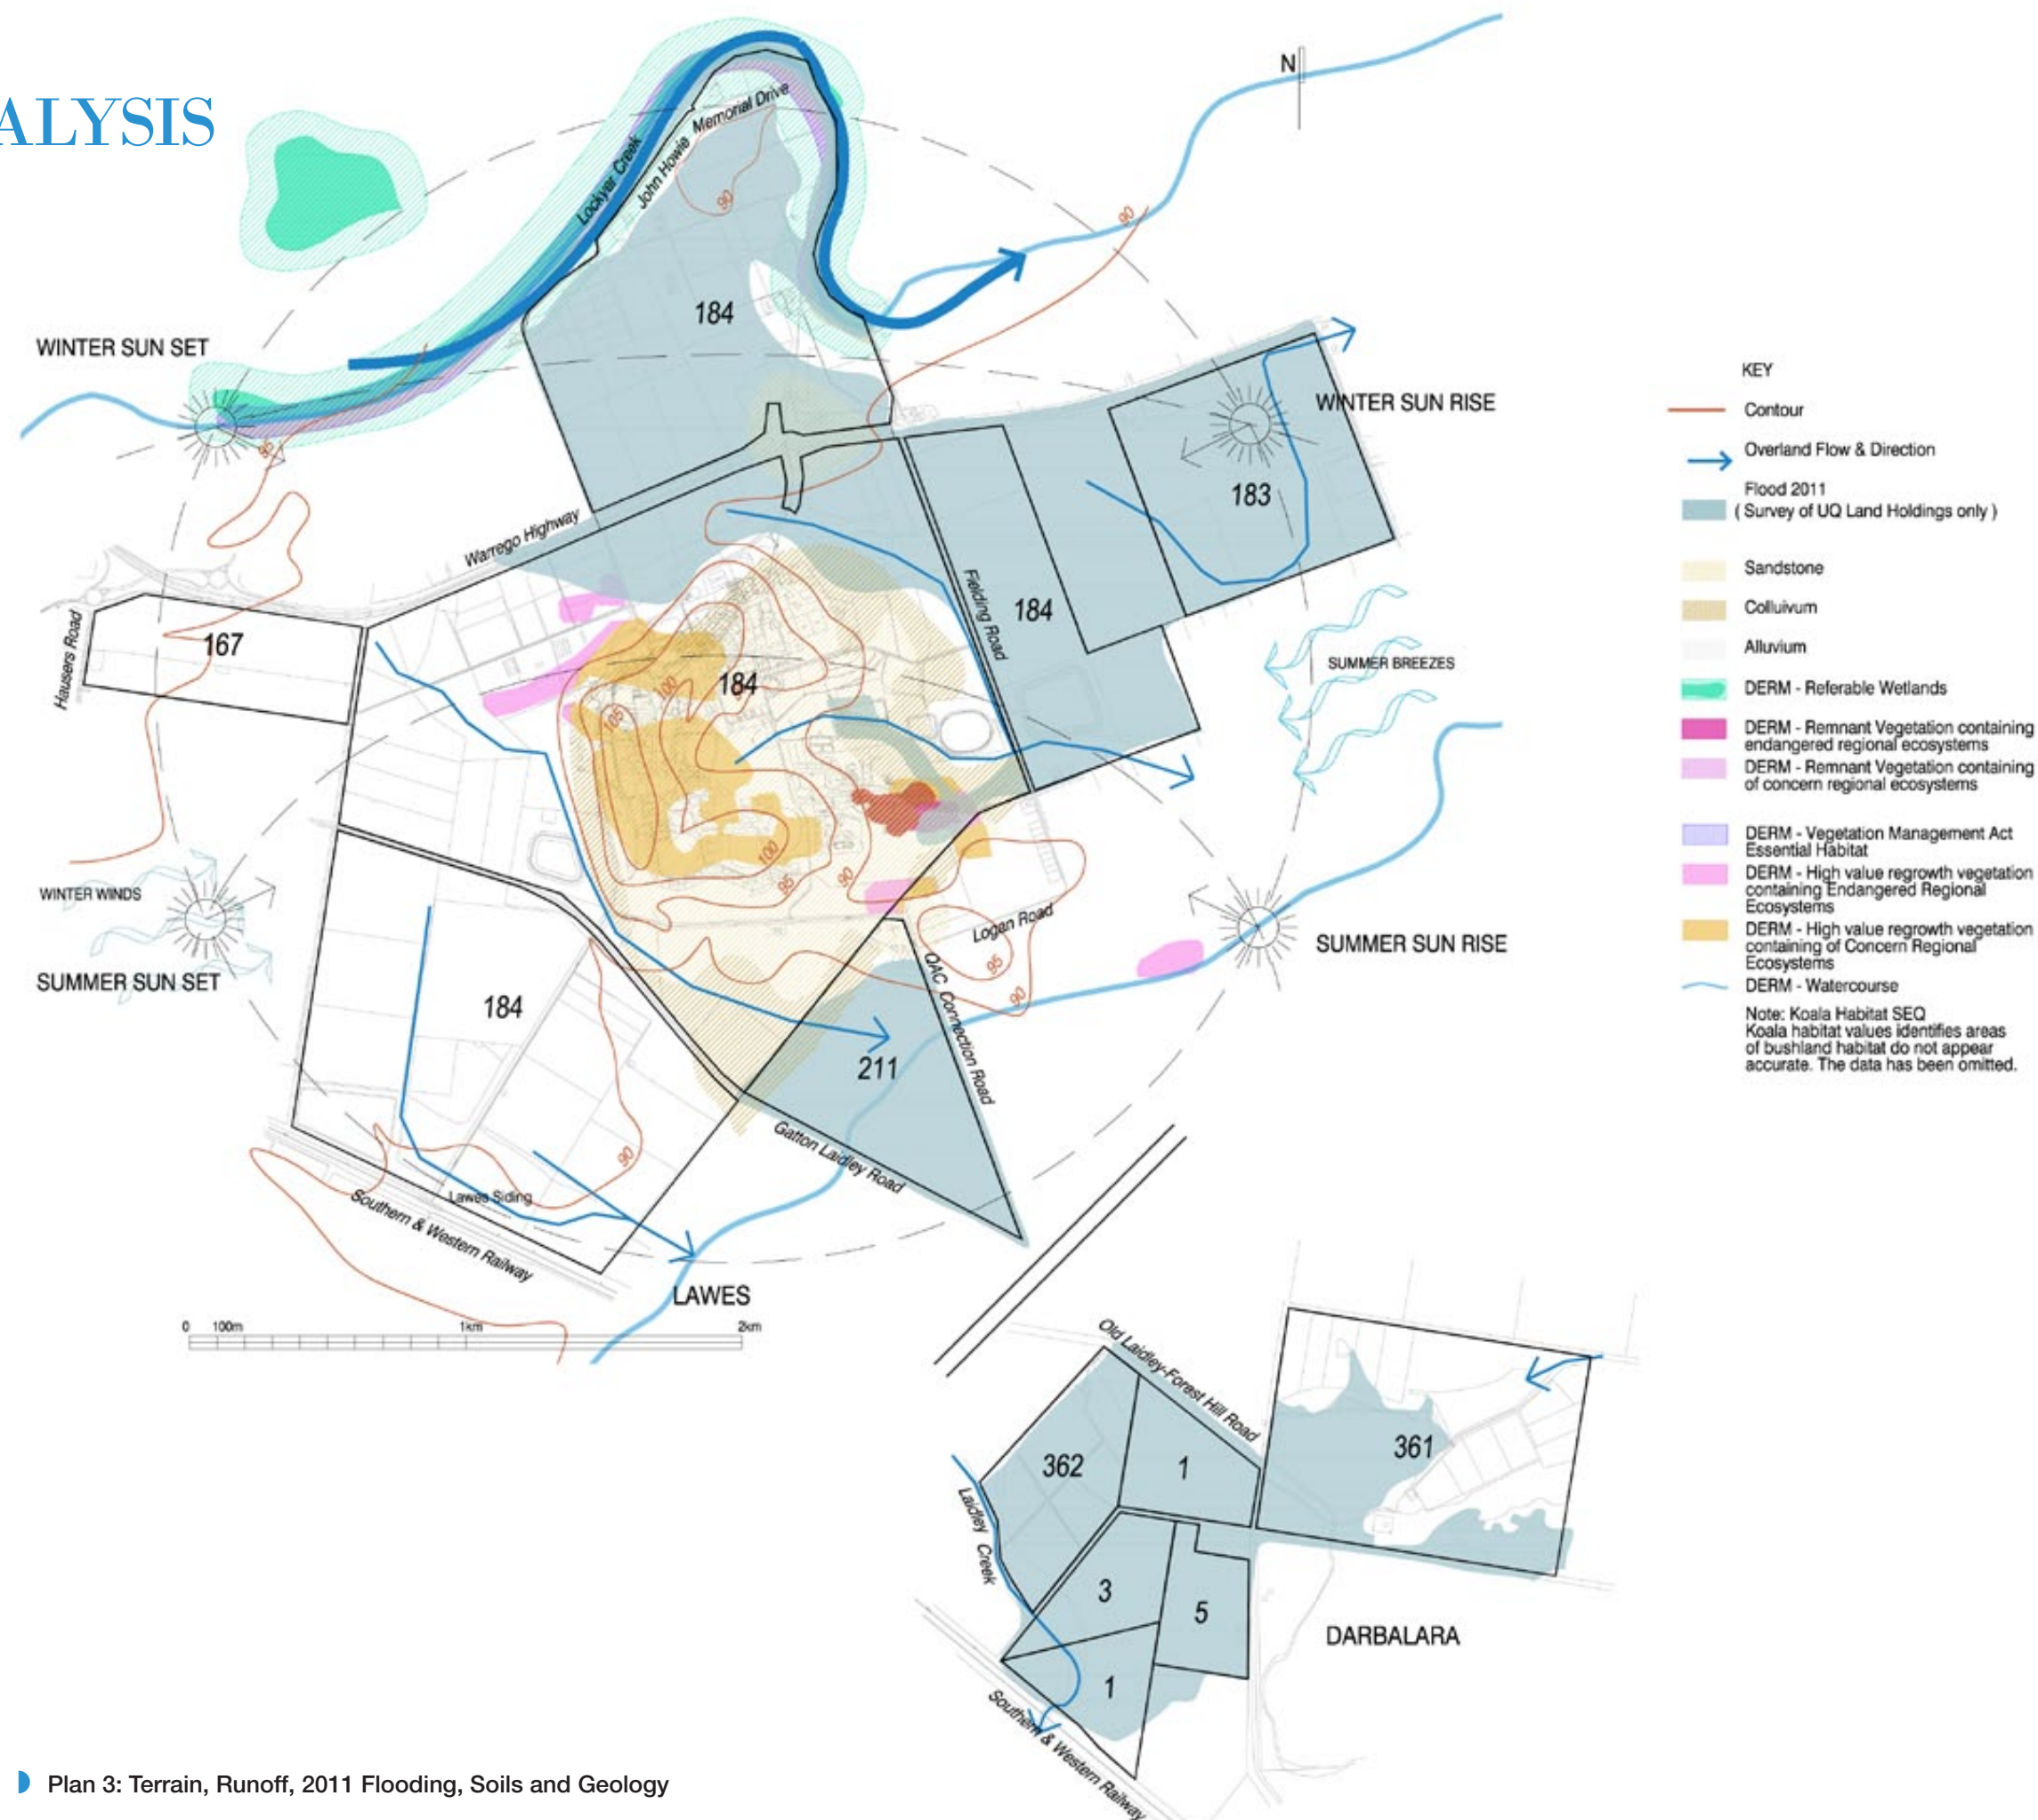 ALYSIS
N
John Howie Memorial Drive
Lockyer Creek
90
90
184
WINTER SUN SET
WINTER SUN RISE
95
183
Warrego Highway
Fielding Road
184
Hausers Road
167
184
100
105
SUMMER BREEZES
100
95
90
WINTER WINDS
SUMMER SUN SET
Logan Road
95
90
SUMMER SUN RISE
QAC Connection Road
184
211
90
Gatton Laidley Road
Lawes Siding
Southern & Western Railway
LAWES
0 100m 1km 2km
KEY
Contour
Overland Flow & Direction
Flood 2011
( Survey of UQ Land Holdings only )
Sandstone
Colluivum
Alluvium
DERM - Referable Wetlands
DERM - Remnant Vegetation containing
endangered regional ecosystems
DERM - Remnant Vegetation containing
of concern regional ecosystems
DERM - Vegetation Management Act
Essential Habitat
DERM - High value regrowth vegetation
containing Endangered Regional
Ecosystems
DERM - High value regrowth vegetation
containing of Concern Regional
Ecosystems
DERM - Watercourse
Note: Koala Habitat SEQ
Koala habitat values identifies areas
of bushland habitat do not appear
accurate. The data has been omitted.
Old Laidley-Forest Hill Road
362
1
361
Laidley Creek
3
5
1
DARBALARA
Southern & Western Railway
Plan 3: Terrain, Runoff, 2011 Flooding, Soils and Geology